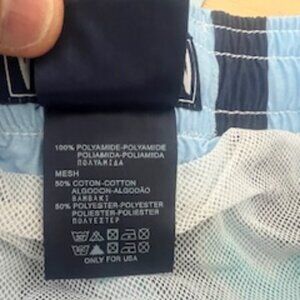 100% POLYAMIDE-POLYAMIDE
POLIAMIDA-POLIAMIDA
ΠΟΛΥΑΜΙΔΑ
MESH
50% COTON-COTTON
ALGODCION-ALGODÃO
ΒΑΜΒΑΚΙ
50% POLYESTER-POLYESTER
POLIESTER-POLIESTER
ΠΟΛΥΕΣΤΕΡ
ONLY FOR USA